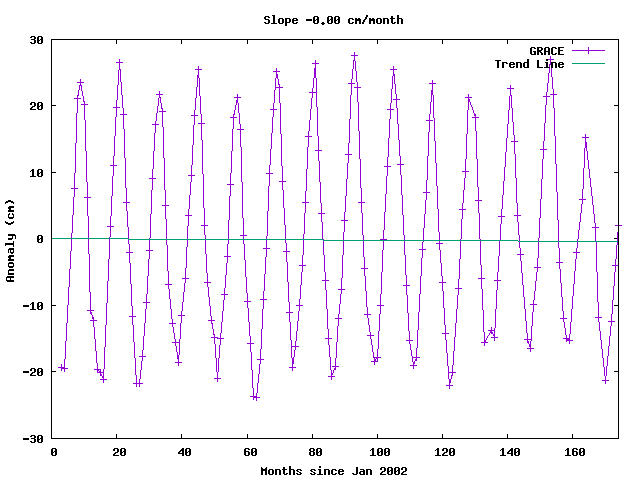 Slope -0.00 cm/month
30
20
10
0
-10
-20
-30
Anomaly (cm)
GRACE
Trend Line
0 20 40 60 80 100 120 140 160
Months since Jan 2002